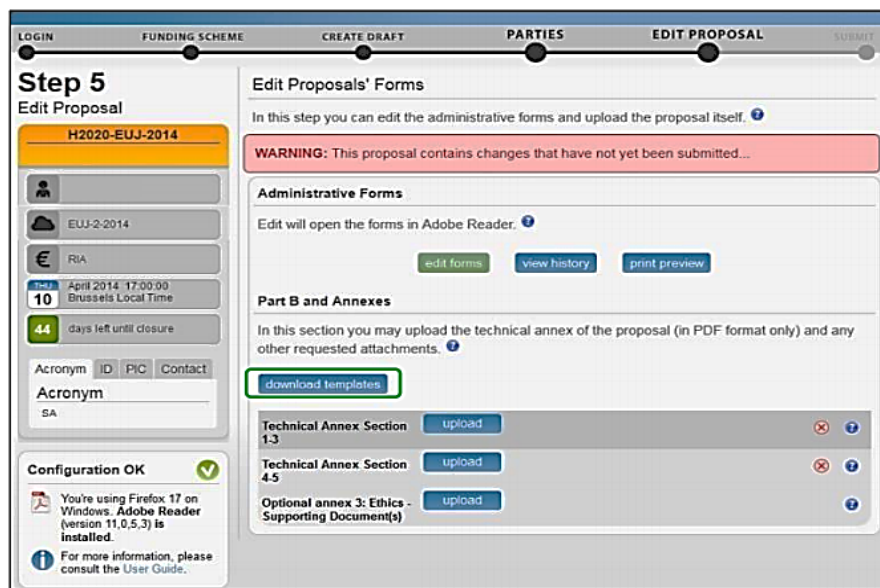 LOGIN
FUNDING SCHEME
CREATE DRAFT
PARTIES
EDIT PROPOSAL
SUBMIT
Step 5
Edit Proposal
H2020-EUJ-2014
EUJ-2-2014
€ RIA
THU
10
April 2014 17:00:00
Brussels Local Time
44 days left until closure
Acronym ID PIC Contact
Acronym
SA
Configuration OK
You're using Firefox 17 on
Windows. Adobe Reader
(version 11,0,5,3) is
installed.
For more information, please
consult the User Guide.
Edit Proposals' Forms
In this step you can edit the administrative forms and upload the proposal itself. ?
WARNING: This proposal contains changes that have not yet been submitted...
Administrative Forms
Edit will open the forms in Adobe Reader. ?
edit forms view history print preview
Part B and Annexes
In this section you may upload the technical annex of the proposal (in PDF format only) and any
other requested attachments. ?
download templates
Technical Annex Section
1-3
upload
?
Technical Annex Section
4-5
upload
?
Optional annex 3: Ethics -
Supporting Document(s)
upload
?